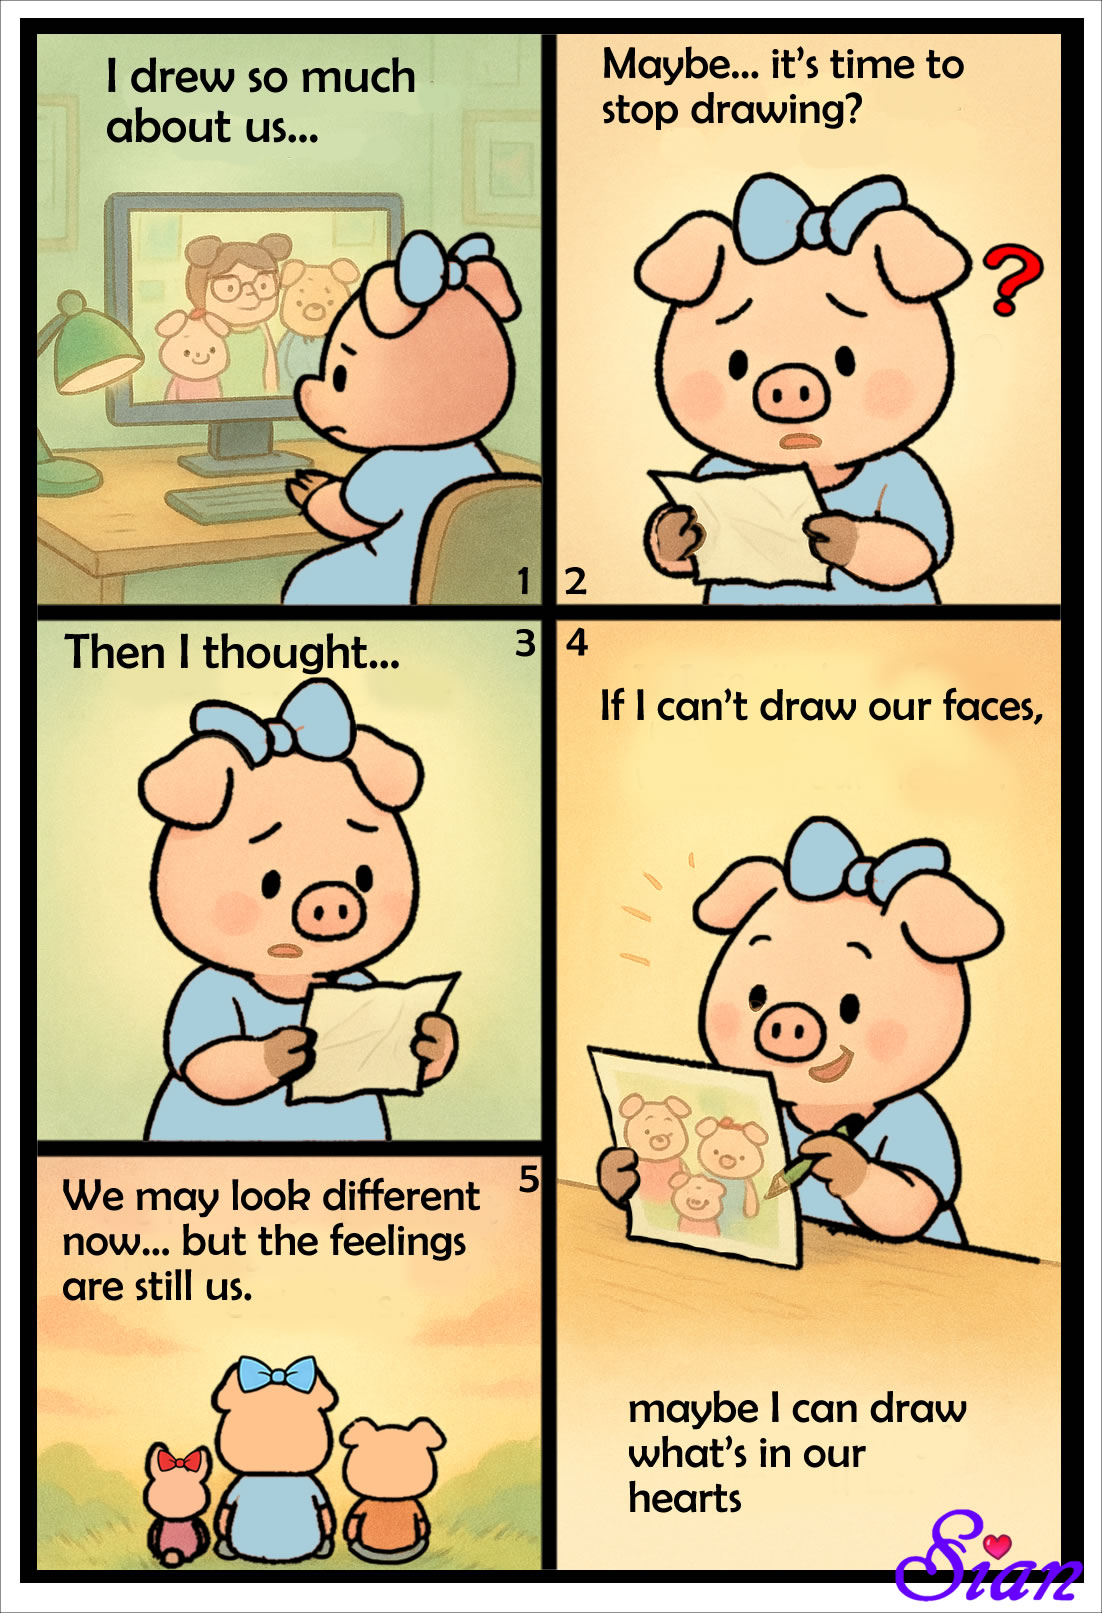 I drew so much
about us...
1
Maybe... it's time to
stop drawing?
?
2
Then I thought...
3
4
If I can't draw our faces,
maybe I can draw
what's in our
hearts
5
We may look different
now... but the feelings
are still us.
Sian